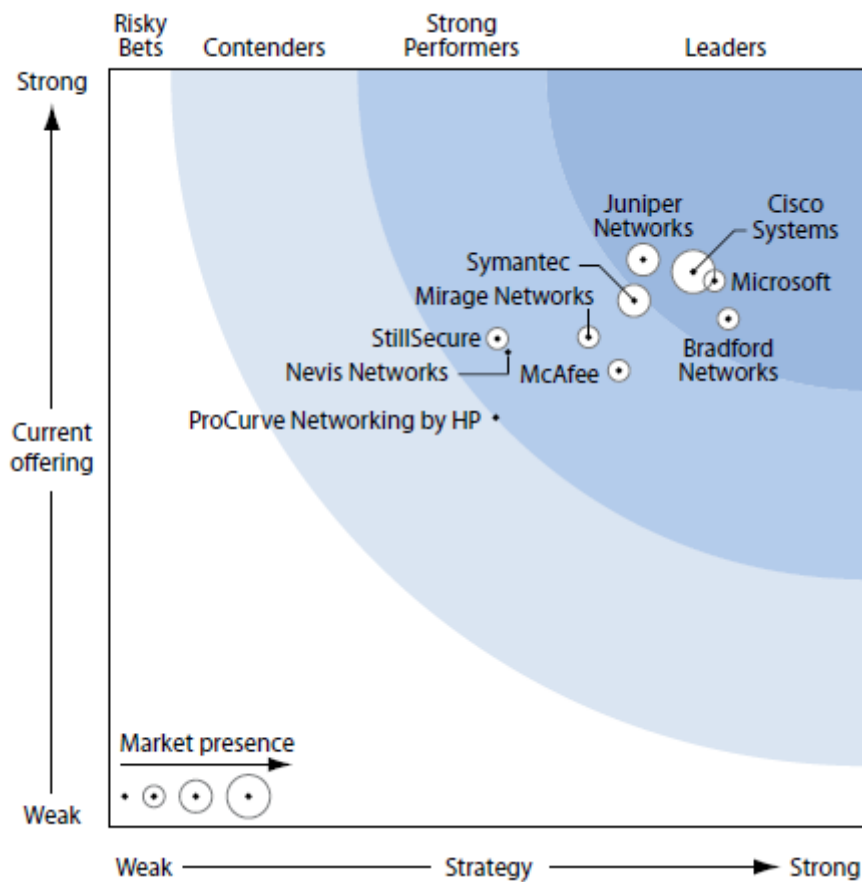 Risky
Bets
Contenders
Strong
Performers
Leaders
Strong
Current
offering
Weak
Juniper
Networks
Cisco
Systems
Symantec
Microsoft
Mirage Networks
StillSecure
Bradford
Networks
Nevis Networks
McAfee
ProCurve Networking by HP
Market presence
Weak
Strategy
Strong